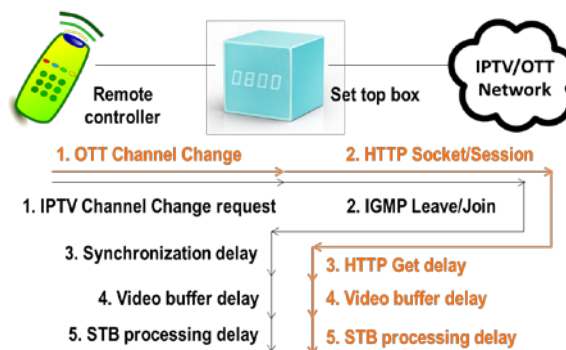 0800
IPTV/OTT
Network
Remote
controller
Set top box
1. OTT Channel Change
2. HTTP Socket/Session
1. IPTV Channel Change request
2. IGMP Leave/Join
3. Synchronization delay
3. HTTP Get delay
4. Video buffer delay
4. Video buffer delay
5. STB processing delay
5. STB processing delay